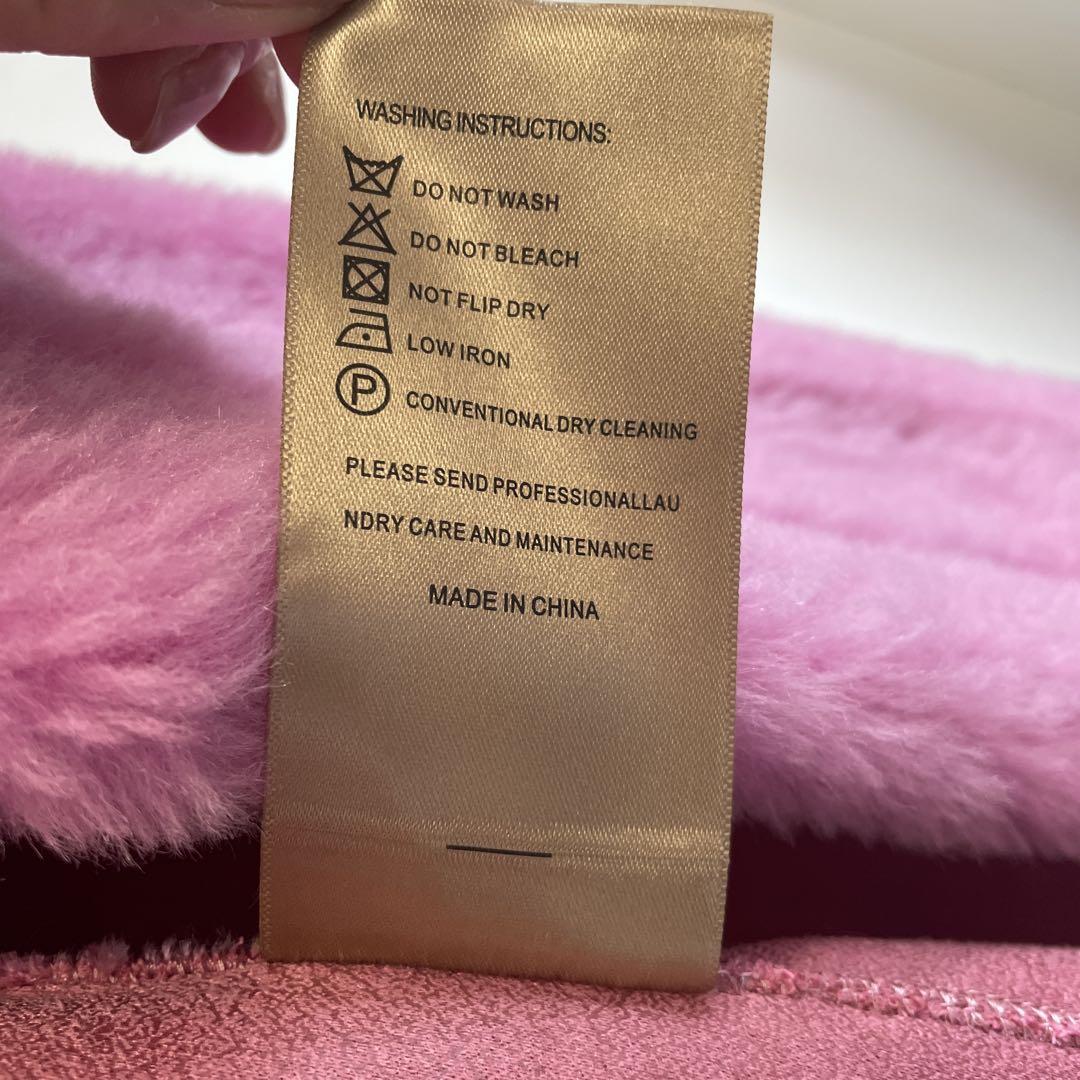 WASHING INSTRUCTIONS:
DO NOT WASH
DO NOT BLEACH
NOT FLIP DRY
LOW IRON
P CONVENTIONAL DRY CLEANING
PLEASE SEND PROFESSIONALLAU
NDRY CARE AND MAINTENANCE
MADE IN CHINA